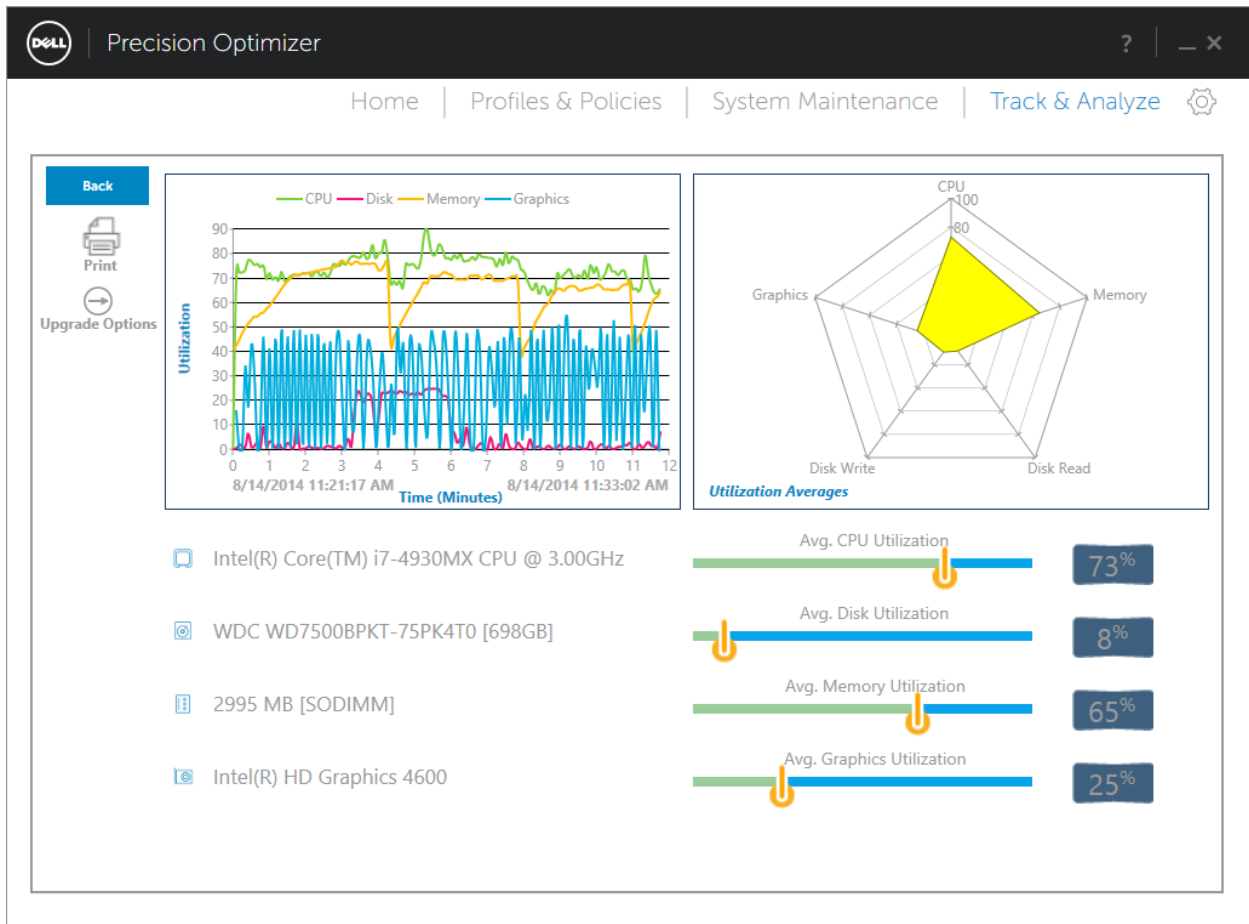 DELL Precision Optimizer ?
Home Profiles & Policies System Maintenance Track & Analyze
Back
Print
Upgrade Options
CPU Disk Memory Graphics
90
80
70
60
50
40
30
20
10
0
Utilization
0 1 2 3 4 5 6 7 8 9 10 11 12
8/14/2014 11:21:17 AM 8/14/2014 11:33:02 AM
Time (Minutes)
CPU
100
80
Graphics Memory
Disk Write Disk Read
Utilization Averages
Intel(R) Core(TM) i7-4930MX CPU @ 3.00GHz
Avg. CPU Utilization
73%
WDC WD7500BPKT-75PK4T0 [698GB]
Avg. Disk Utilization
8%
2995 MB [SODIMM]
Avg. Memory Utilization
65%
Intel(R) HD Graphics 4600
Avg. Graphics Utilization
25%